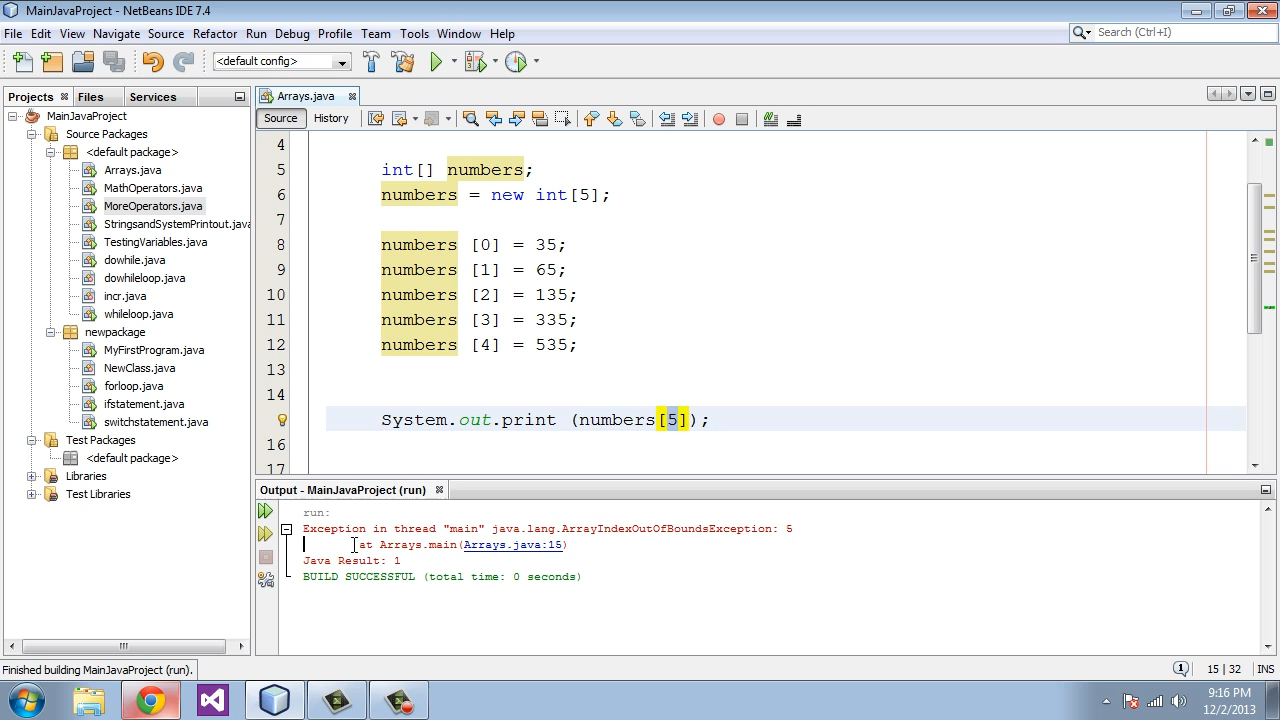 MainJavaProject - NetBeans IDE 7.4
File Edit View Navigate Source Refactor Run Debug Profile Team Tools Window Help
Search (Ctrl+I)
<default config>
Projects Files Services
Arrays.java
MainJavaProject
Source Packages
<default package>
Arrays.java
MathOperators.java
MoreOperators.java
StringsandSystemPrintout.java
TestingVariables.java
dowhile.java
dowhileloop.java
incr.java
whileloop.java
newpackage
MyFirstProgram.java
NewClass.java
forloop.java
ifstatement.java
switchstatement.java
Test Packages
<default package>
Libraries
Test Libraries
Source History
4
5 int[] numbers;
6 numbers = new int[5];
7
8 numbers [0] = 35;
9 numbers [1] = 65;
10 numbers [2] = 135;
11 numbers [3] = 335;
12 numbers [4] = 535;
13
14
System.out.print (numbers[5]);
16
17
Output - MainJavaProject (run)
run:
Exception in thread "main" java.lang.ArrayIndexOutOfBoundsException: 5
at Arrays.main(Arrays.java:15)
Java Result: 1
BUILD SUCCESSFUL (total time: 0 seconds)
Finished building MainJavaProject (run).
1
15 | 32 INS
9:16 PM
12/2/2013